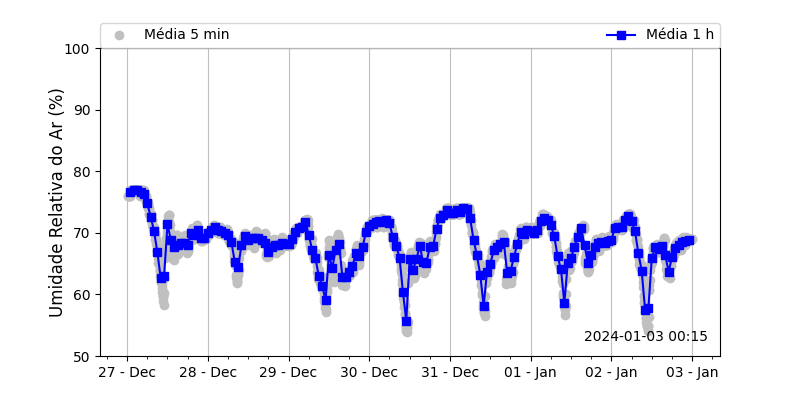 Média 5 min Média 1 h
Umidade Relativa do Ar (%)
100
90
80
70
60
50
2024-01-03 00:15
27 - Dec 28 - Dec 29 - Dec 30 - Dec 31 - Dec 01 - Jan 02 - Jan 03 - Jan